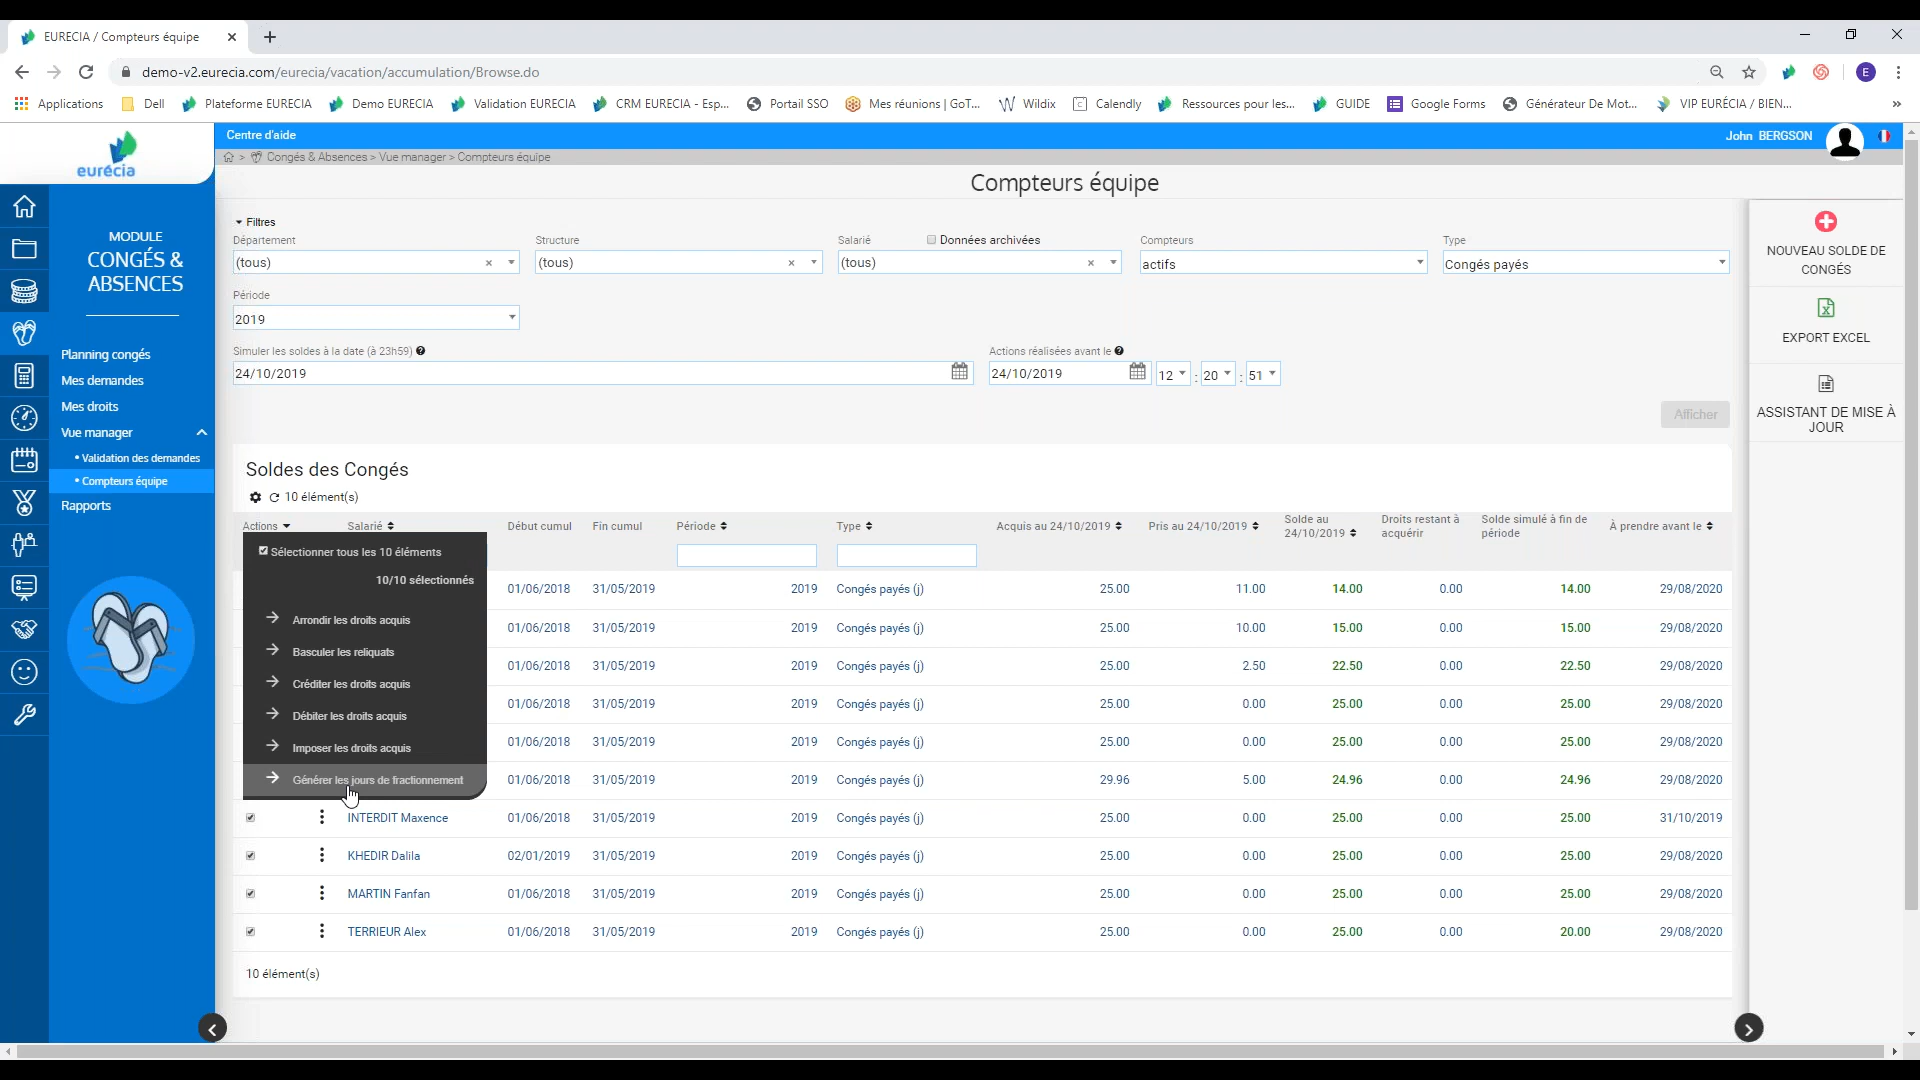 EURECIA / Compteurs équipe
demo-v2.eurecia.com/eurecia/vacation/accumulation/Browse.do
E
Applications Dell Plateforme EURECIA Demo EURECIA Validation EURECIA CRM EURECIA - Esp... Portail SSO Mes réunions | GoT... Wildix Calendly Ressources pour les... GUIDE Google Forms Générateur De Mot... VIP EURÉCIA / BIEN... »
eurécia
Centre d'aide
John BERGSON
> Congés & Absences > Vue manager > Compteurs équipe
Compteurs équipe
MODULE
CONGÉS &
ABSENCES
Planning congés
Mes demandes
Mes droits
Vue manager
• Validation des demandes
• Compteurs équipe
Rapports
Filtres
Département Structure Salarié Données archivées Compteurs Type
(tous) × (tous) × (tous) × actifs Congés payés
Période
2019
Simuler les soldes à la date (à 23h59) Actions réalisées avant le
24/10/2019 24/10/2019 12 : 20 : 51
Afficher
NOUVEAU SOLDE DE
CONGÉS
EXPORT EXCEL
ASSISTANT DE MISE À
JOUR
Soldes des Congés
10 élément(s)
Actions Salarié Début cumul Fin cumul Période Type Acquis au 24/10/2019 Pris au 24/10/2019 Solde au 24/10/2019 Droits restant à acquérir Solde simulé à fin de période À prendre avant le
Sélectionner tous les 10 éléments
10/10 sélectionnés
Arrondir les droits acquis
Basculer les reliquats
Créditer les droits acquis
Débiter les droits acquis
Imposer les droits acquis
Générer les jours de fractionnement
01/06/2018 31/05/2019 2019 Congés payés (j) 25.00 11.00 14.00 0.00 14.00 29/08/2020
01/06/2018 31/05/2019 2019 Congés payés (j) 25.00 10.00 15.00 0.00 15.00 29/08/2020
01/06/2018 31/05/2019 2019 Congés payés (j) 25.00 2.50 22.50 0.00 22.50 29/08/2020
01/06/2018 31/05/2019 2019 Congés payés (j) 25.00 0.00 25.00 0.00 25.00 29/08/2020
01/06/2018 31/05/2019 2019 Congés payés (j) 25.00 0.00 25.00 0.00 25.00 29/08/2020
01/06/2018 31/05/2019 2019 Congés payés (j) 29.96 5.00 24.96 0.00 24.96 29/08/2020
INTERDIT Maxence 01/06/2018 31/05/2019 2019 Congés payés (j) 25.00 0.00 25.00 0.00 25.00 31/10/2019
KHEDIR Dalila 02/01/2019 31/05/2019 2019 Congés payés (j) 25.00 0.00 25.00 0.00 25.00 29/08/2020
MARTIN Fanfan 01/06/2018 31/05/2019 2019 Congés payés (j) 25.00 0.00 25.00 0.00 25.00 29/08/2020
TERRIEUR Alex 01/06/2018 31/05/2019 2019 Congés payés (j) 25.00 0.00 25.00 0.00 20.00 29/08/2020
10 élément(s)